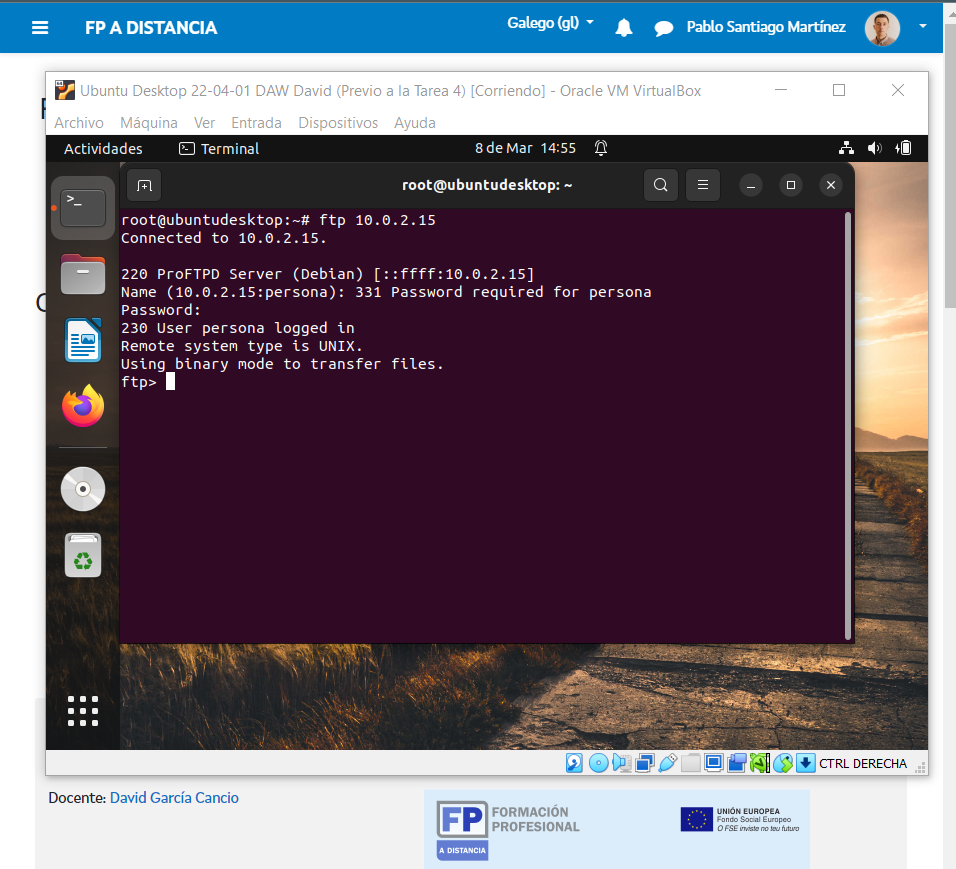 FP A DISTANCIA
Galego (gl)
Pablo Santiago Martínez
Ubuntu Desktop 22-04-01 DAW David (Previo a la Tarea 4) [Corriendo] - Oracle VM VirtualBox
Archivo Máquina Ver Entrada Dispositivos Ayuda
Actividades Terminal 8 de Mar 14:55
root@ubuntudesktop: ~
root@ubuntudesktop:~# ftp 10.0.2.15
Connected to 10.0.2.15.
220 ProFTPD Server (Debian) [::ffff:10.0.2.15]
Name (10.0.2.15:persona): 331 Password required for persona
Password:
230 User persona logged in
Remote system type is UNIX.
Using binary mode to transfer files.
ftp>
CTRL DERECHA
Docente: David García Cancio
FP
A DISTANCIA
FORMACIÓN
PROFESIONAL
UNIÓN EUROPEA
Fondo Social Europeo
O FSE inviste no teu futuro